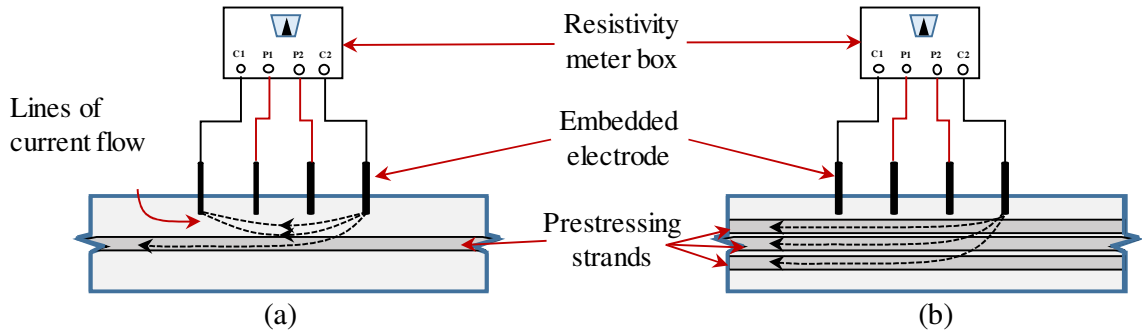 C1 P1 P2 C2
Resistivity
meter box
C1 P1 P2 C2
Lines of
current flow
Embedded
electrode
Prestressing
strands
(a)
(b)